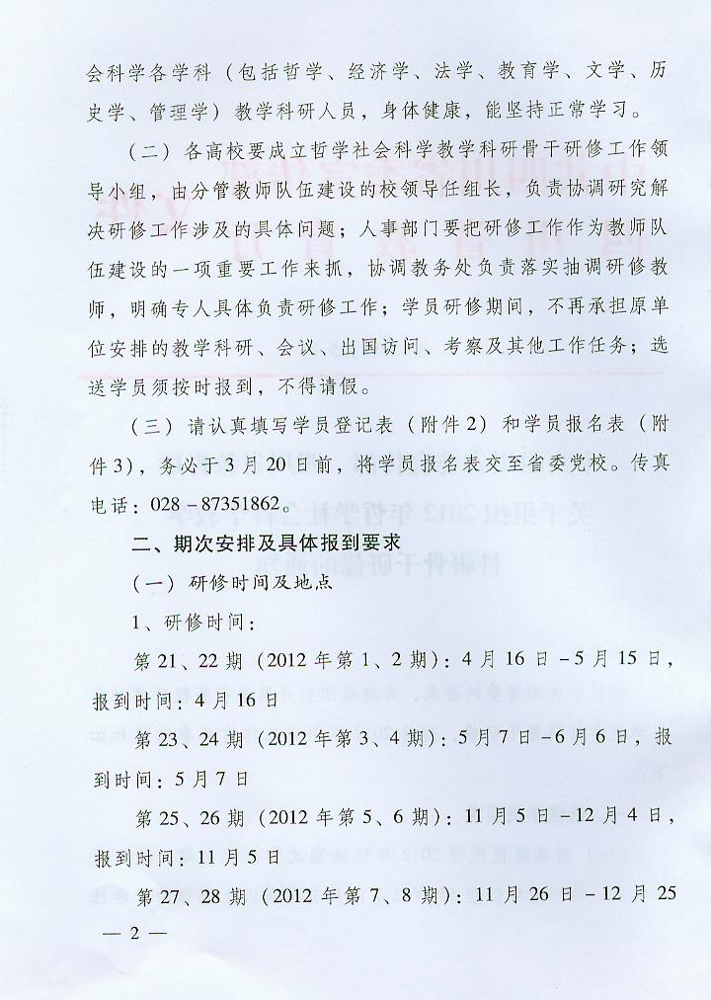 会科学各学科（包括哲学、经济学、法学、教育学、文学、历
史学、管理学）教学科研人员，身体健康，能坚持正常学习。
（二）各高校要成立哲学社会科学教学科研骨干研修工作领
导小组，由分管教师队伍建设的校领导任组长，负责协调研究解
决研修工作涉及的具体问题；人事部门要把研修工作作为教师队
伍建设的一项重要工作来抓，协调教务处负责落实抽调研修教
师，明确专人具体负责研修工作；学员研修期间，不再承担原单
位安排的教学科研、会议、出国访问、考察及其他工作任务；选
送学员须按时报到，不得请假。
（三）请认真填写学员登记表（附件2）和学员报名表（附
件3），务必于3月20日前，将学员报名表交至省委党校。传真
电话：028－87351862。
二、期次安排及具体报到要求
（一）研修时间及地点
1、研修时间：
第21、22期（2012年第1、2期）：4月16日－5月15日，
报到时间：4月16日
第23、24期（2012年第3、4期）：5月7日－6月6日，报
到时间：5月7日
第25、26期（2012年第5、6期）：11月5日－12月4日，
报到时间：11月5日
第27、28期（2012年第7、8期）：11月26日－12月25
— 2 —